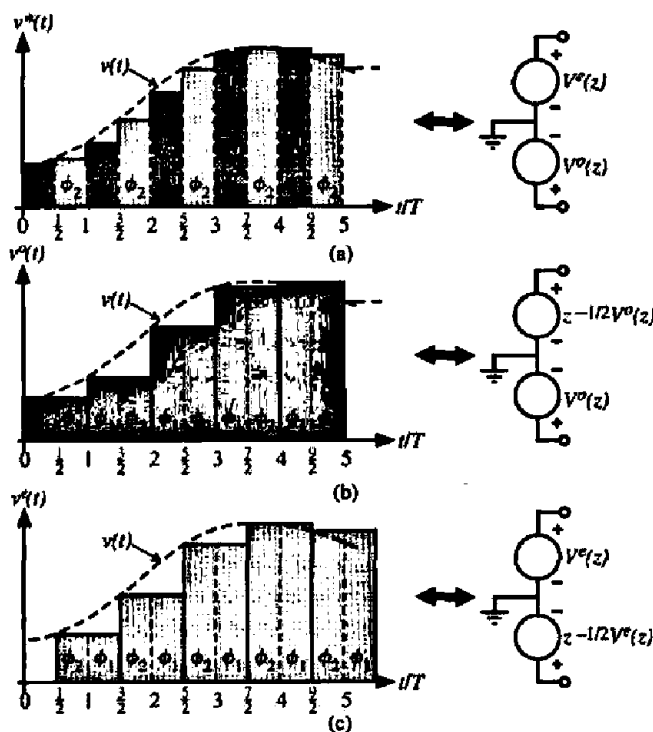 v*(t)
v(t)
ϕ2 ϕ2 ϕ2 ϕ2 ϕ2
0 1/2 1 3/2 2 5/2 3 7/2 4 9/2 5 t/T
(a)
+
V^e(z)
−
−
V^o(z)
+
v^o(t)
v(t)
0 1/2 1 3/2 2 5/2 3 7/2 4 9/2 5 t/T
(b)
+
z^−1/2V^o(z)
−
−
V^o(z)
+
v^e(t)
v(t)
ϕ2 ϕ1 ϕ2 ϕ1 ϕ2 ϕ1 ϕ2 ϕ1 ϕ2 ϕ1
0 1/2 1 3/2 2 5/2 3 7/2 4 9/2 5 t/T
(c)
+
V^e(z)
−
−
z^−1/2V^e(z)
+